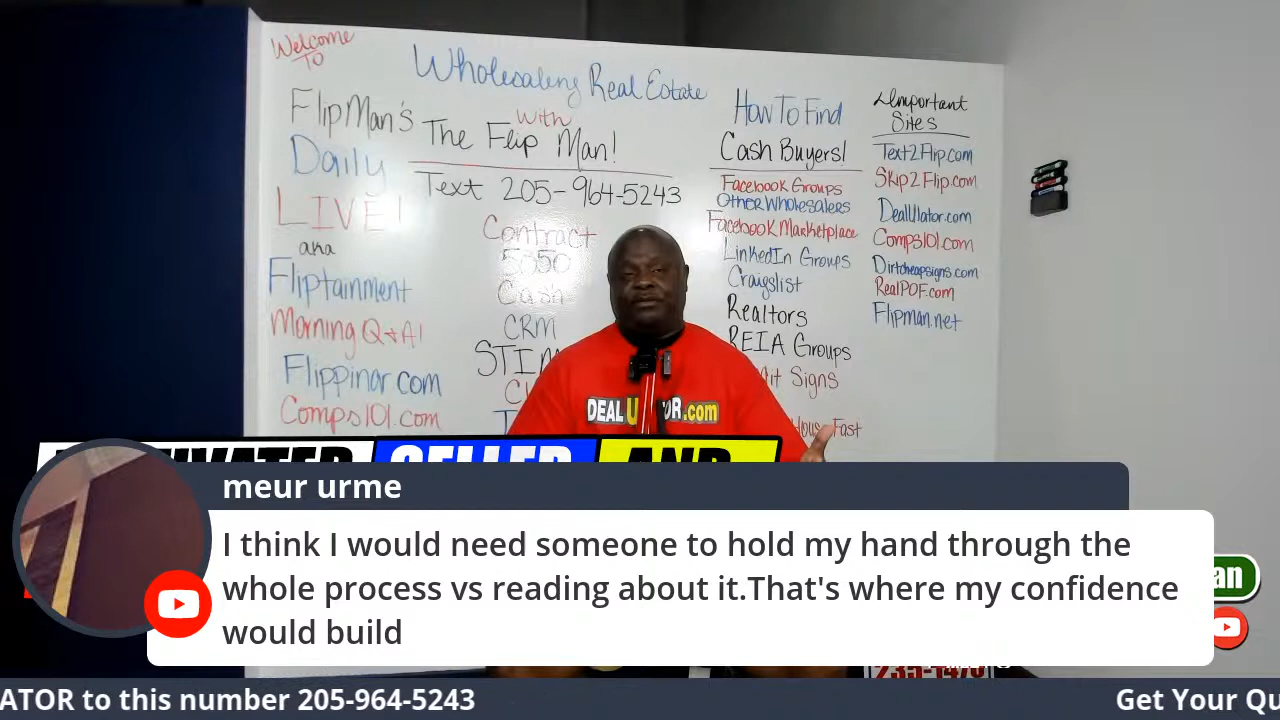 Welcome
To
FlipMan's
Daily
LIVE!
aka
Fliptainment
Morning Q+A!
Flippinar.com
Comps101.com
Wholesaling Real Estate
with
The Flip Man!
Text 205-964-5243
Contract
5050
Cash
CRM
How To Find
Cash Buyers!
Facebook Groups
Other Wholesalers
Facebook Marketplace
LinkedIn Groups
Craigslist
Realtors
REIA Groups
Signs
Fast
Important
Sites
Text2Flip.com
Skip2Flip.com
DealUlator.com
Comps101.com
Dirtcheapsigns.com
RealPOF.com
Flipman.net
DEAL U OR.com
SELLER AND
meur urme
I think I would need someone to hold my hand through the
whole process vs reading about it.That's where my confidence
would build
an
ATOR to this number 205-964-5243
Get Your Qu